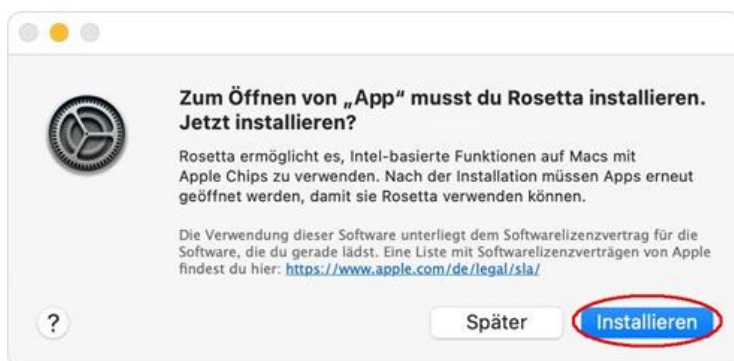 Zum Öffnen von „App“ musst du Rosetta installieren.
Jetzt installieren?
Rosetta ermöglicht es, Intel-basierte Funktionen auf Macs mit
Apple Chips zu verwenden. Nach der Installation müssen Apps erneut
geöffnet werden, damit sie Rosetta verwenden können.
Die Verwendung dieser Software unterliegt dem Softwarelizenzvertrag für die
Software, die du gerade lädst. Eine Liste mit Softwarelizenzverträgen von Apple
findest du hier: https://www.apple.com/de/legal/sla/
? Später Installieren